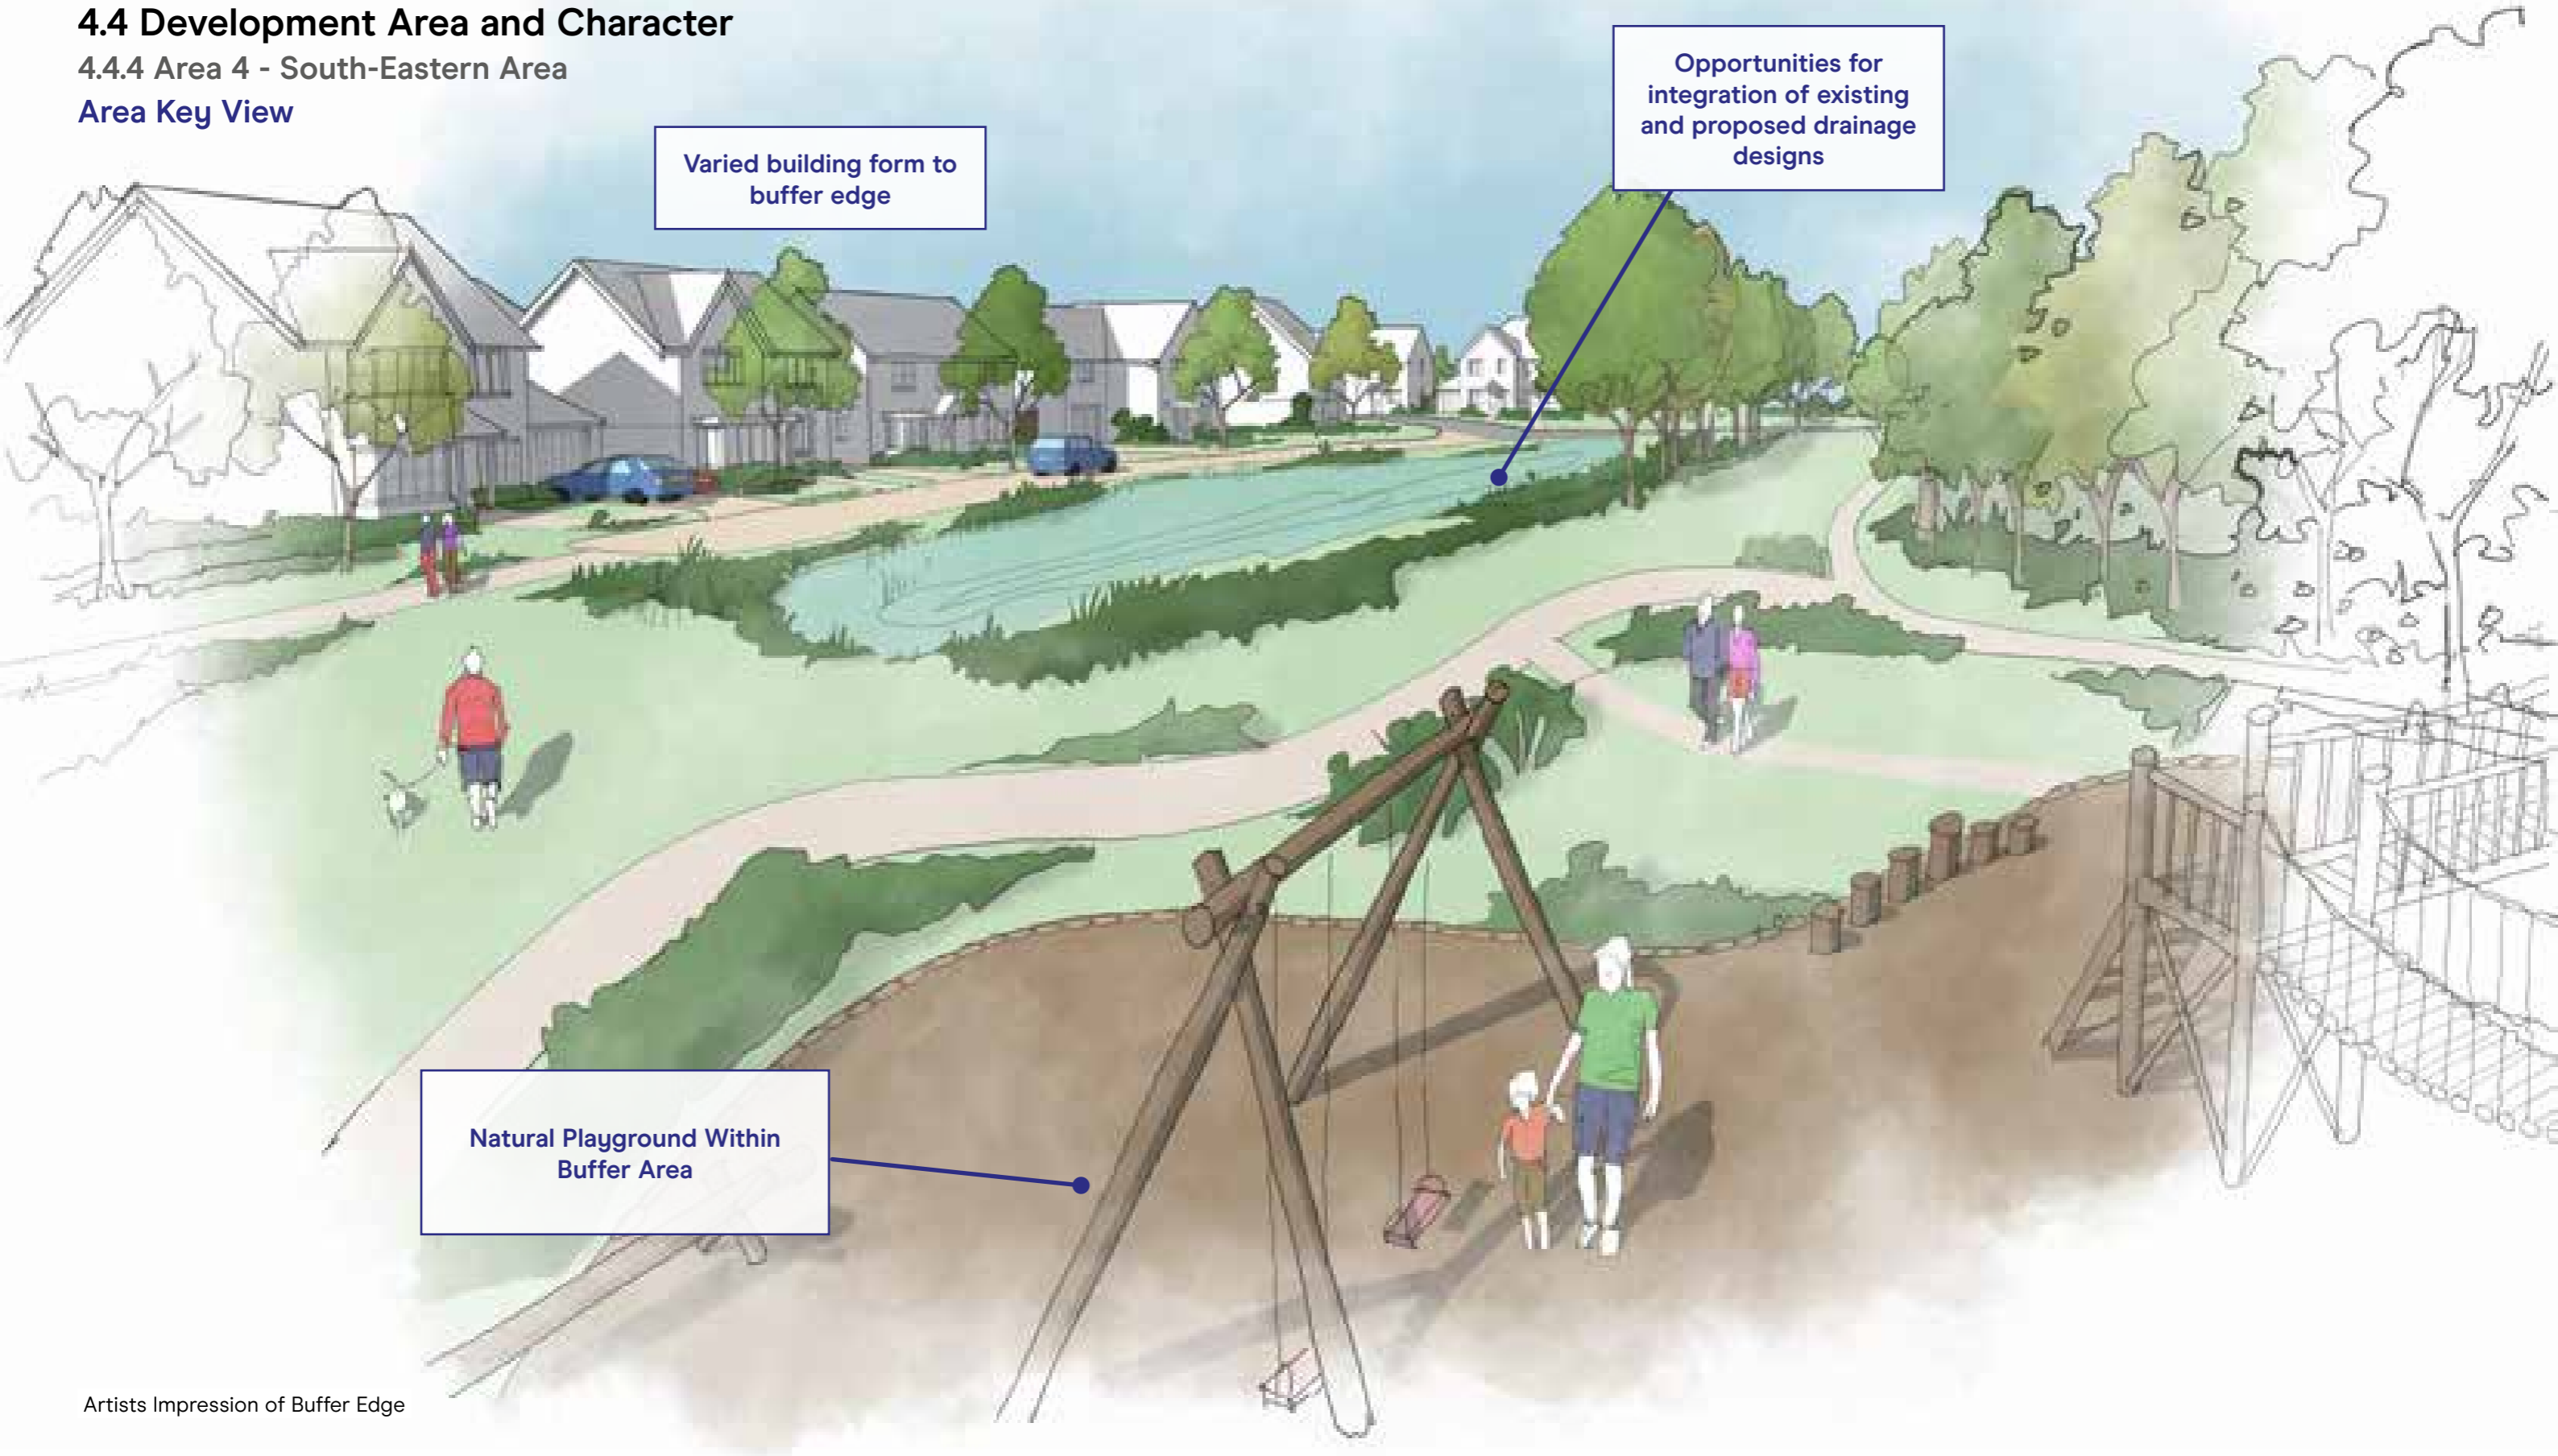 4.4 Development Area and Character
4.4.4 Area 4 - South-Eastern Area
Area Key View
Opportunities for
integration of existing
and proposed drainage
designs
Varied building form to
buffer edge
Natural Playground Within
Buffer Area
Artists Impression of Buffer Edge